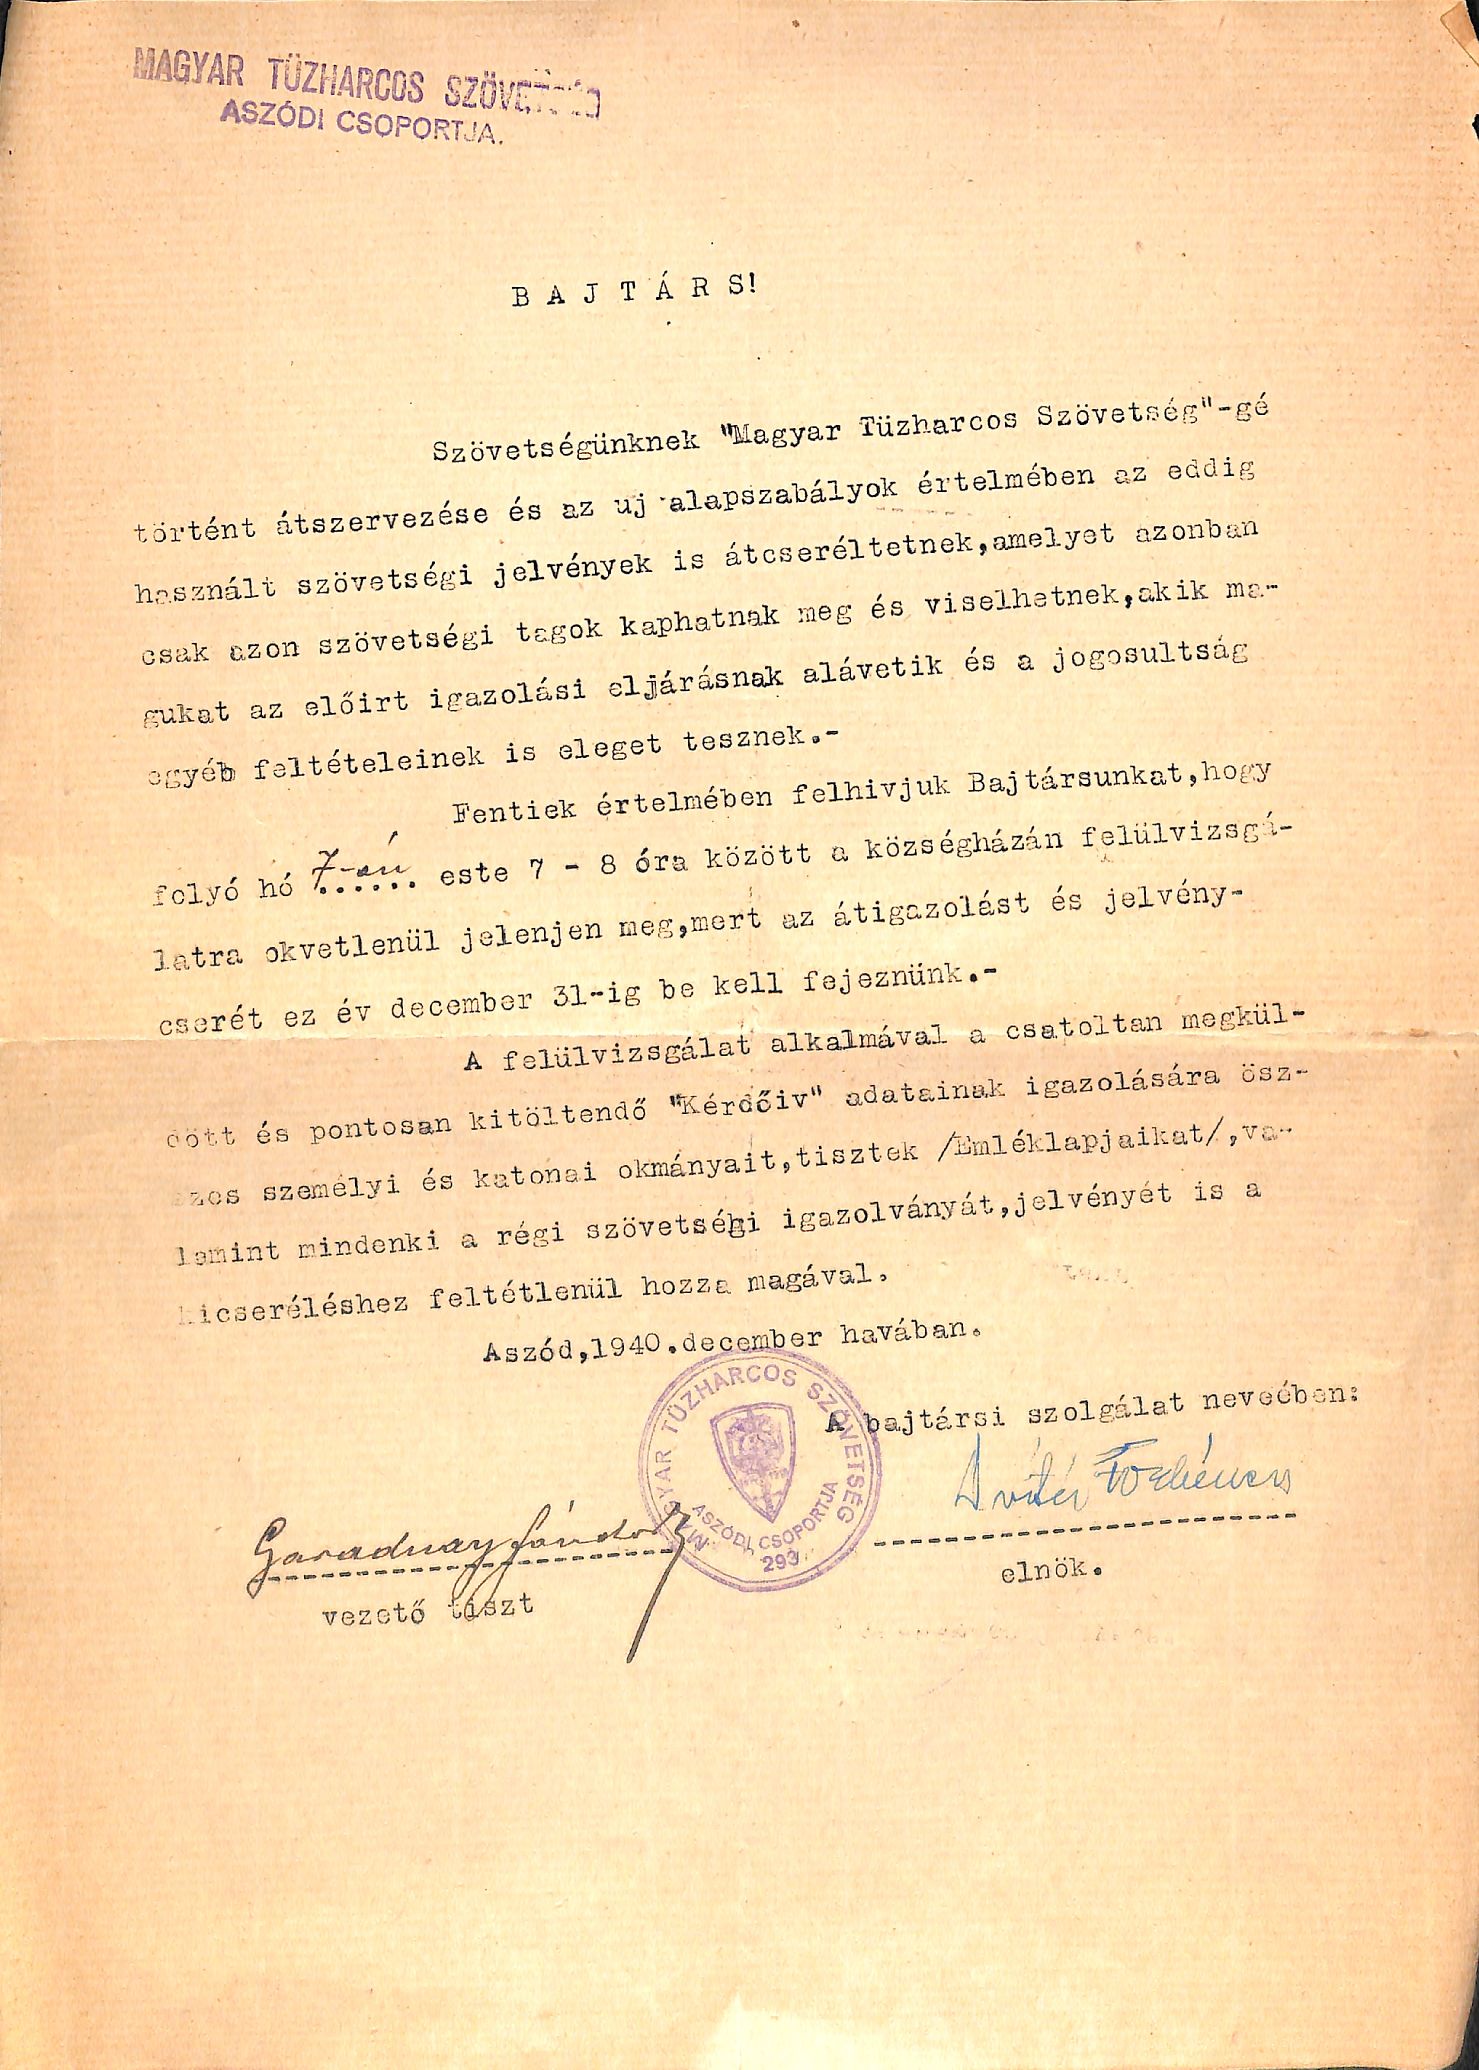 MAGYAR TÜZHARCOS SZÖVETSÉG
ASZÓDI CSOPORTJA.
B A J T Á R S!
Szövetségünknek "Magyar Tüzharcos Szövetség"-gé
történt átszervezése és az uj alapszabályok értelmében az eddig
használt szövetségi jelvények is átcseréltetnek,amelyet azonban
csak azon szövetségi tagok kaphatnak meg és viselhetnek,akik ma-
gukat az előirt igazolási eljárásnak alávetik és a jogosultság
egyéb feltételeinek is eleget tesznek.-
Fentiek értelmében felhivjuk Bajtársunkat,hogy
folyó hó 7-én este 7 - 8 óra között a községházán felülvizsgá-
latra okvetlenül jelenjen meg,mert az átigazolást és jelvény-
cserét ez év december 31-ig be kell fejeznünk.-
A felülvizsgálat alkalmával a csatoltan megkül-
dött és pontosan kitöltendő "Kérdőiv" adatainak igazolására ösz-
szes személyi és katonai okmányait,tisztek /Emléklapjaikat/,va-
lamint mindenki a régi szövetségi igazolványát,jelvényét is a
kicseréléshez feltétlenül hozza magával.
Aszód,1940.december havában.
A bajtársi szolgálat neveében:
MAGYAR TÜZHARCOS SZÖVETSÉG
ASZÓDI CSOPORTJA
293
Garadnay Sándor
vezető tiszt
elnök.